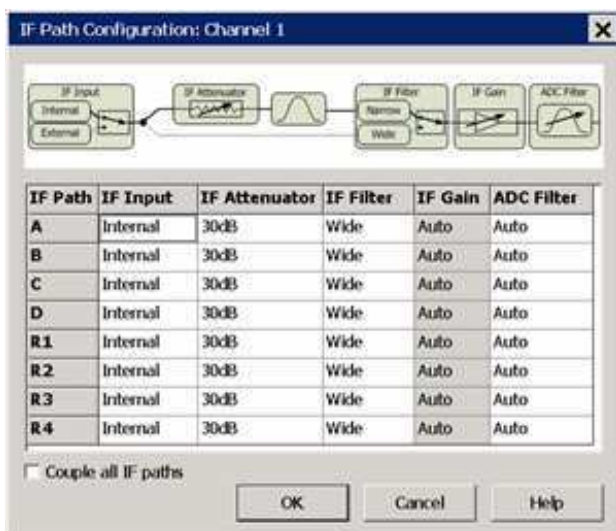 IF Path Configuration: Channel 1
IF Input
Internal
External
IF Attenuator
IF Filter
Narrow
Wide
IF Gain
ADC Filter
IF Path IF Input IF Attenuator IF Filter IF Gain ADC Filter
A Internal 30dB Wide Auto Auto
B Internal 30dB Wide Auto Auto
C Internal 30dB Wide Auto Auto
D Internal 30dB Wide Auto Auto
R1 Internal 30dB Wide Auto Auto
R2 Internal 30dB Wide Auto Auto
R3 Internal 30dB Wide Auto Auto
R4 Internal 30dB Wide Auto Auto
Couple all IF paths
OK Cancel Help